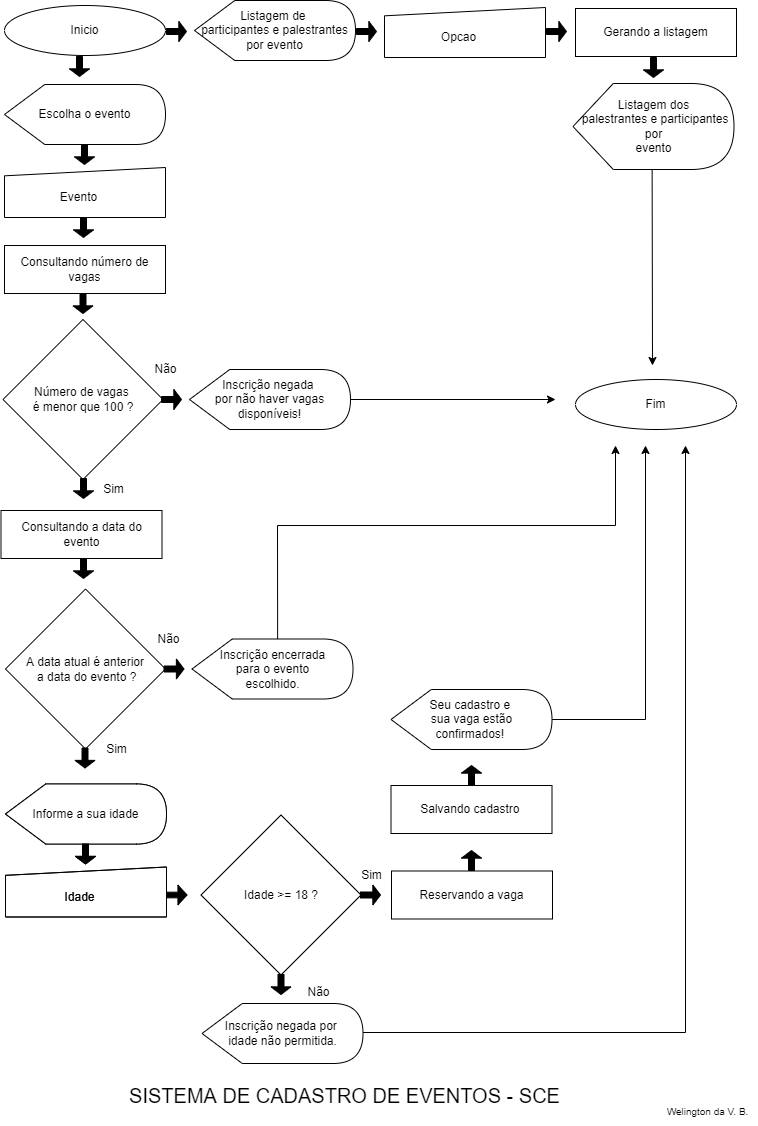 Inicio
Listagem de
participantes e palestrantes
por evento
Opcao
Gerando a listagem
Listagem dos
palestrantes e participantes
por
evento
Escolha o evento
Evento
Consultando número de
vagas
Número de vagas
é menor que 100 ?
Não
Inscrição negada
por não haver vagas
disponíveis!
Fim
Sim
Consultando a data do
evento
A data atual é anterior
a data do evento ?
Não
Inscrição encerrada
para o evento
escolhido.
Sim
Informe a sua idade
Idade
Idade >= 18 ?
Sim
Reservando a vaga
Salvando cadastro
Seu cadastro e
sua vaga estão
confirmados!
Não
Inscrição negada por
idade não permitida.
SISTEMA DE CADASTRO DE EVENTOS - SCE
Welington da V. B.